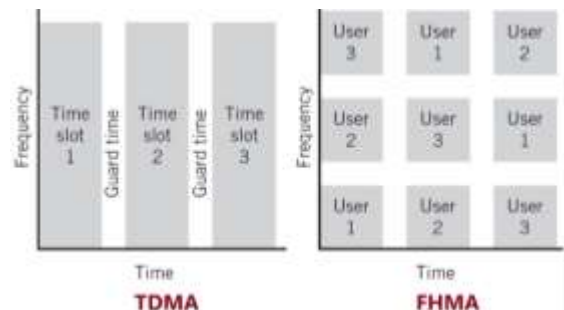 Frequency
Time
slot
1
Guard time
Time
slot
2
Guard time
Time
slot
3
Time
TDMA
Frequency
User
3
User
1
User
2
User
2
User
3
User
1
User
1
User
2
User
3
Time
FHMA